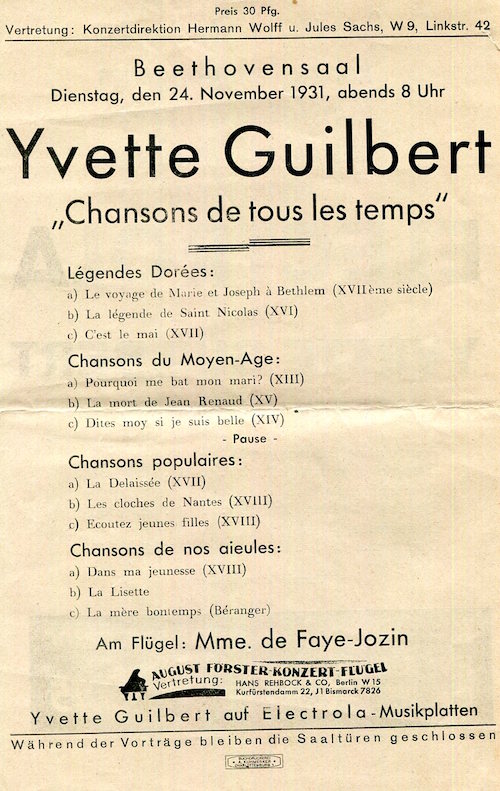 Preis 30 Pfg.
Vertretung: Konzertdirektion Hermann Wolff u. Jules Sachs, W 9, Linkstr. 42
Beethovensaal
Dienstag, den 24. November 1931, abends 8 Uhr
Yvette Guilbert
„Chansons de tous les temps“
Légendes Dorées:
a) Le voyage de Marie et Joseph à Bethlem (XVIIème siècle)
b) La légende de Saint Nicolas (XVI)
c) C'est le mai (XVII)
Chansons du Moyen-Age:
a) Pourquoi me bat mon mari? (XIII)
b) La mort de Jean Renaud (XV)
c) Dites moy si je suis belle (XIV)
- Pause -
Chansons populaires:
a) La Delaissée (XVII)
b) Les cloches de Nantes (XVIII)
c) Ecoutez jeunes filles (XVIII)
Chansons de nos aieules:
a) Dans ma jeunesse (XVIII)
b) La Lisette
c) La mère bontemps (Béranger)
Am Flügel: Mme. de Faye-Jozin
AUGUST FÖRSTER-KONZERT-FLÜGEL
Vertretung: HANS REHBOCK & CO, Berlin W 15
Kurfürstendamm 22, J1 Bismarck 7826
Yvette Guilbert auf Electrola-Musikplatten
Während der Vorträge bleiben die Saaltüren geschlossen